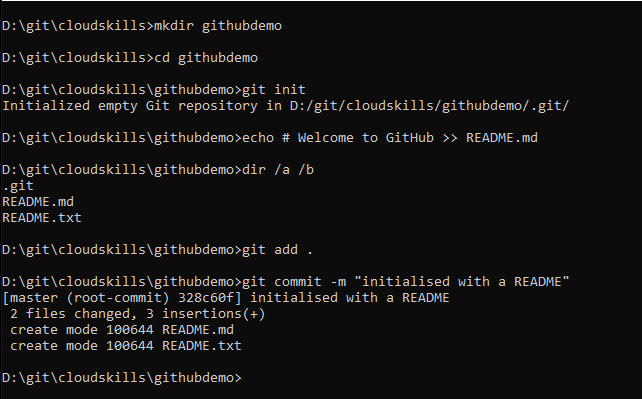 D:\git\cloudskills>mkdir githubdemo
D:\git\cloudskills>cd githubdemo
D:\git\cloudskills\githubdemo>git init
Initialized empty Git repository in D:/git/cloudskills/githubdemo/.git/
D:\git\cloudskills\githubdemo>echo # Welcome to GitHub >> README.md
D:\git\cloudskills\githubdemo>dir /a /b
.git
README.md
README.txt
D:\git\cloudskills\githubdemo>git add .
D:\git\cloudskills\githubdemo>git commit -m "initialised with a README"
[master (root-commit) 328c60f] initialised with a README
 2 files changed, 3 insertions(+)
 create mode 100644 README.md
 create mode 100644 README.txt
D:\git\cloudskills\githubdemo>